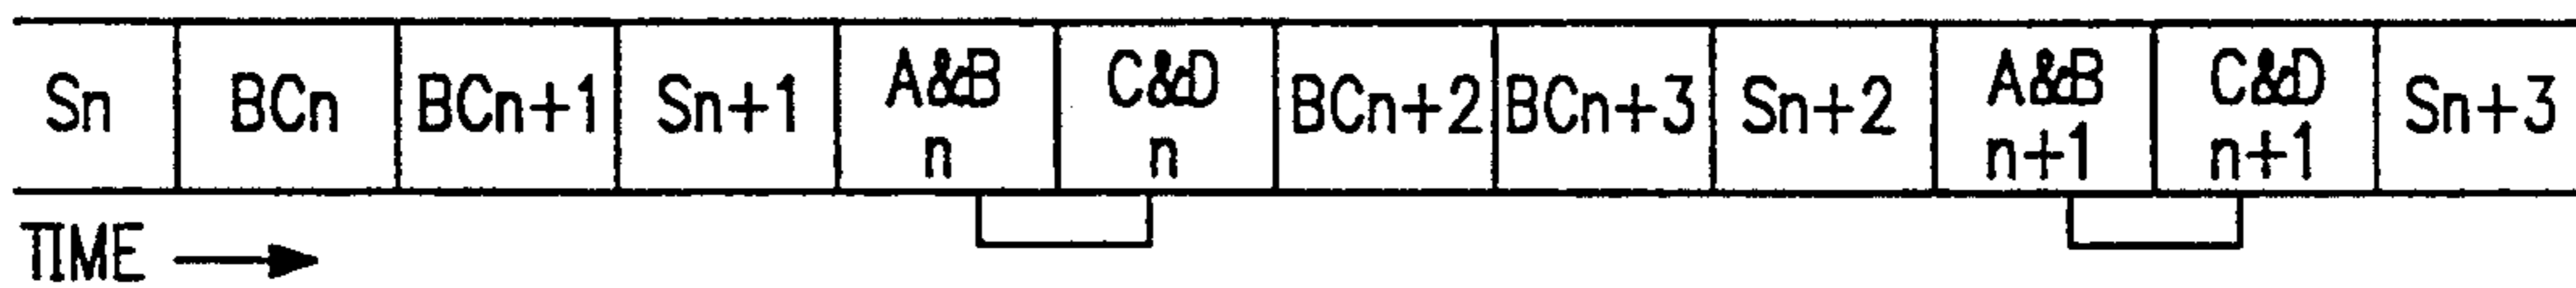 Sn BCn BCn+1 Sn+1 A&B n C&D n BCn+2 BCn+3 Sn+2 A&B n+1 C&D n+1 Sn+3
TIME